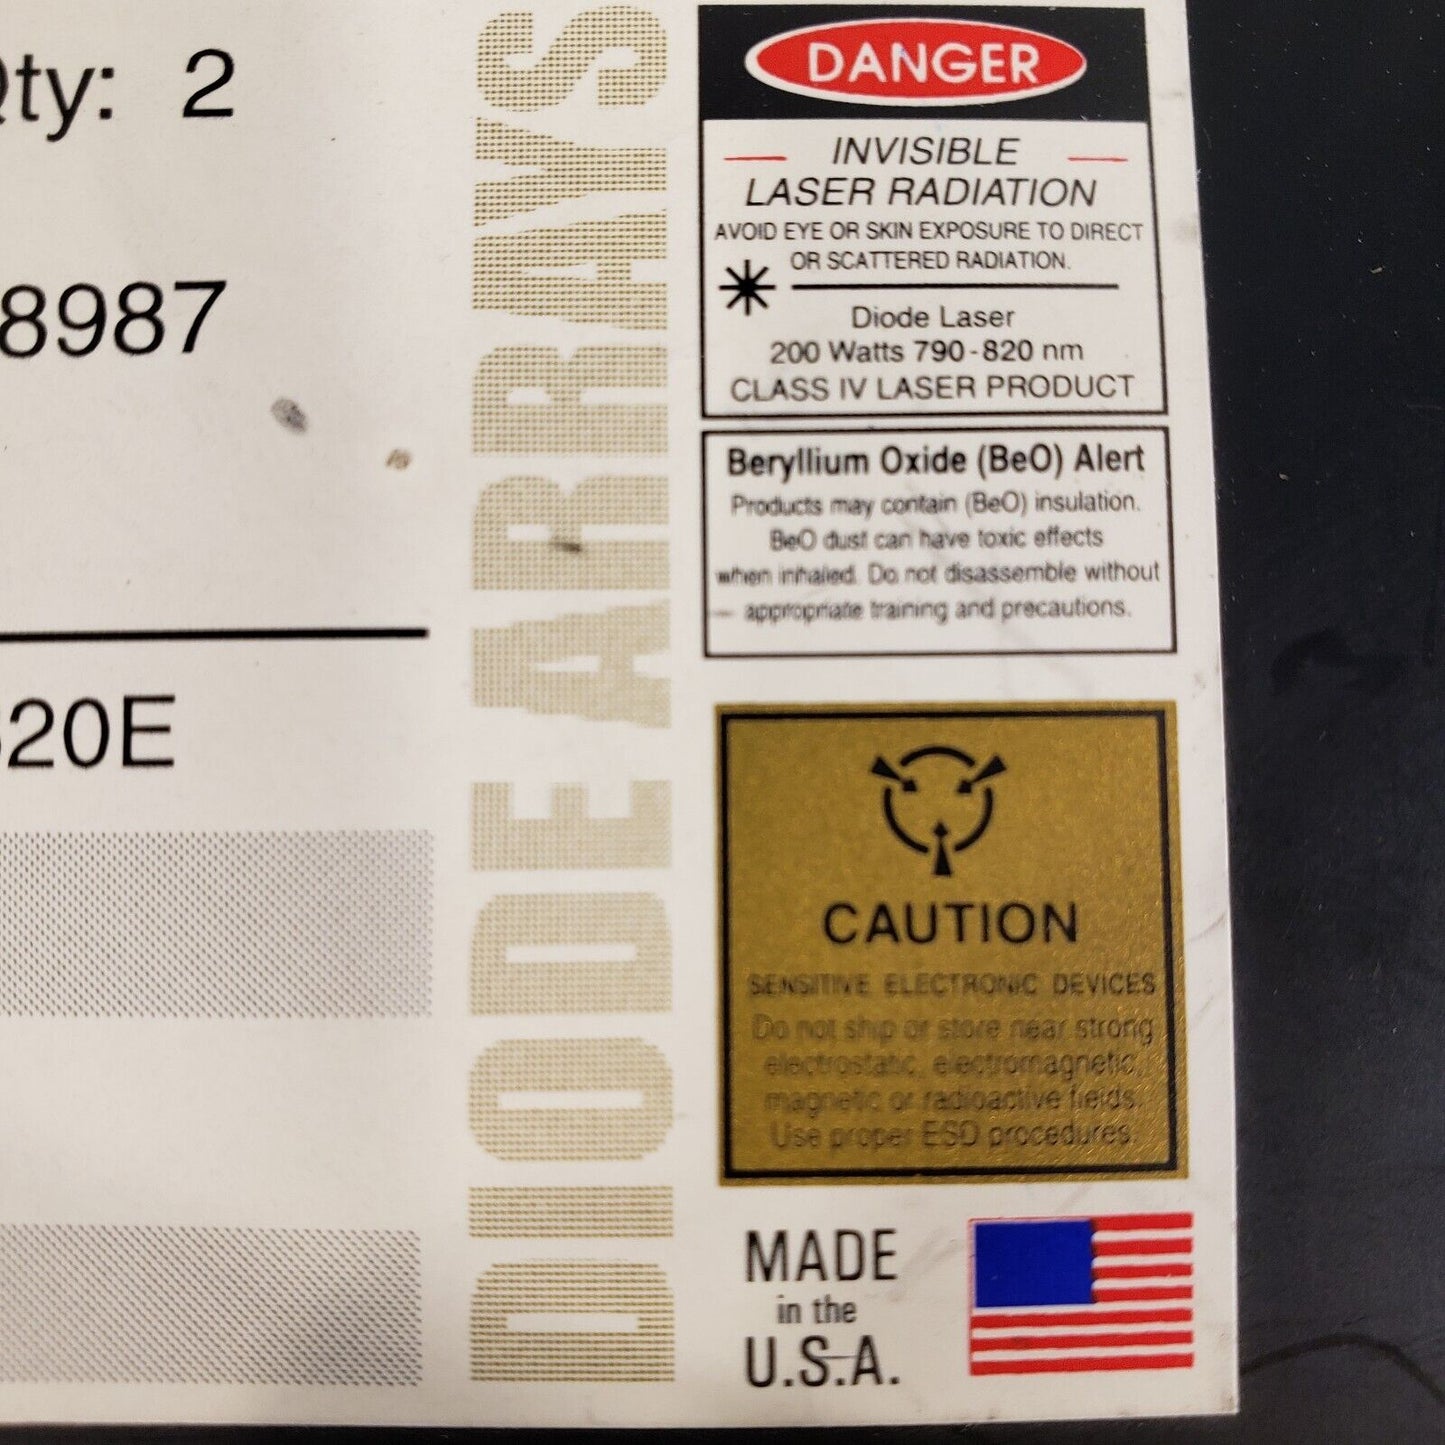 Qty: 2
8987
20E
DIODE ARRAYS
DANGER
INVISIBLE
LASER RADIATION
AVOID EYE OR SKIN EXPOSURE TO DIRECT
OR SCATTERED RADIATION.
Diode Laser
200 Watts 790-820 nm
CLASS IV LASER PRODUCT
Beryllium Oxide (BeO) Alert
Products may contain (BeO) insulation.
BeO dust can have toxic effects
when inhaled. Do not disassemble without
appropriate training and precautions.
CAUTION
SENSITIVE ELECTRONIC DEVICES
Do not ship or store near strong
electrostatic, electromagnetic,
magnetic or radioactive fields.
Use proper ESD procedures.
MADE
in the
U.S.A.